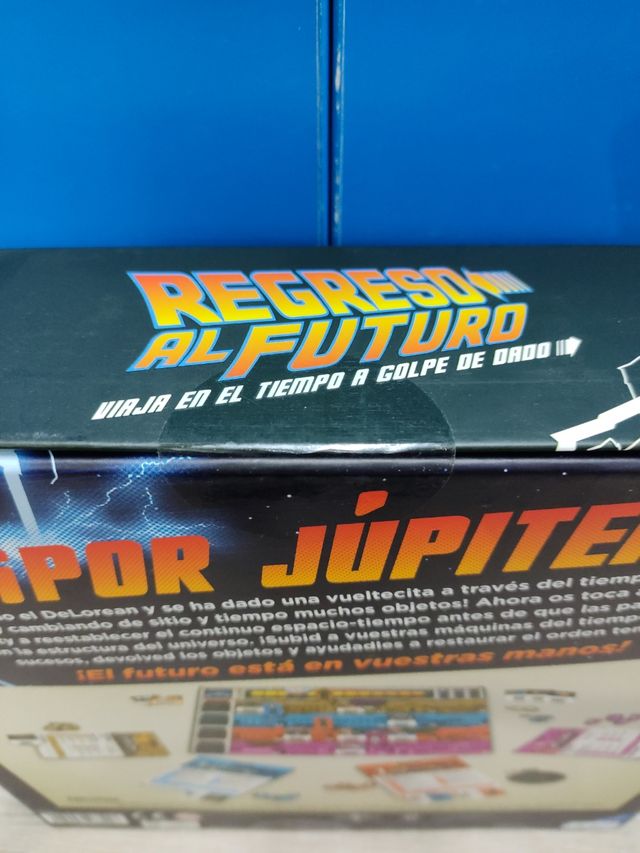 REGRESO
AL FUTURO
VIAJA EN EL TIEMPO A GOLPE DE DADO
¡POR JÚPITE
o el DeLorean y se ha dado una vueltecita a través del tiemp
cambiando de sitio y tiempo muchos objetos! Ahora os toca
reestablecer el continuo espacio-tiempo antes de que las
la estructura del universo. ¡Subid a vuestras máquinas del tiempo
sucesos, devolved los objetos y ayudadles a restaurar el orden
¡El futuro está en vuestras manos!